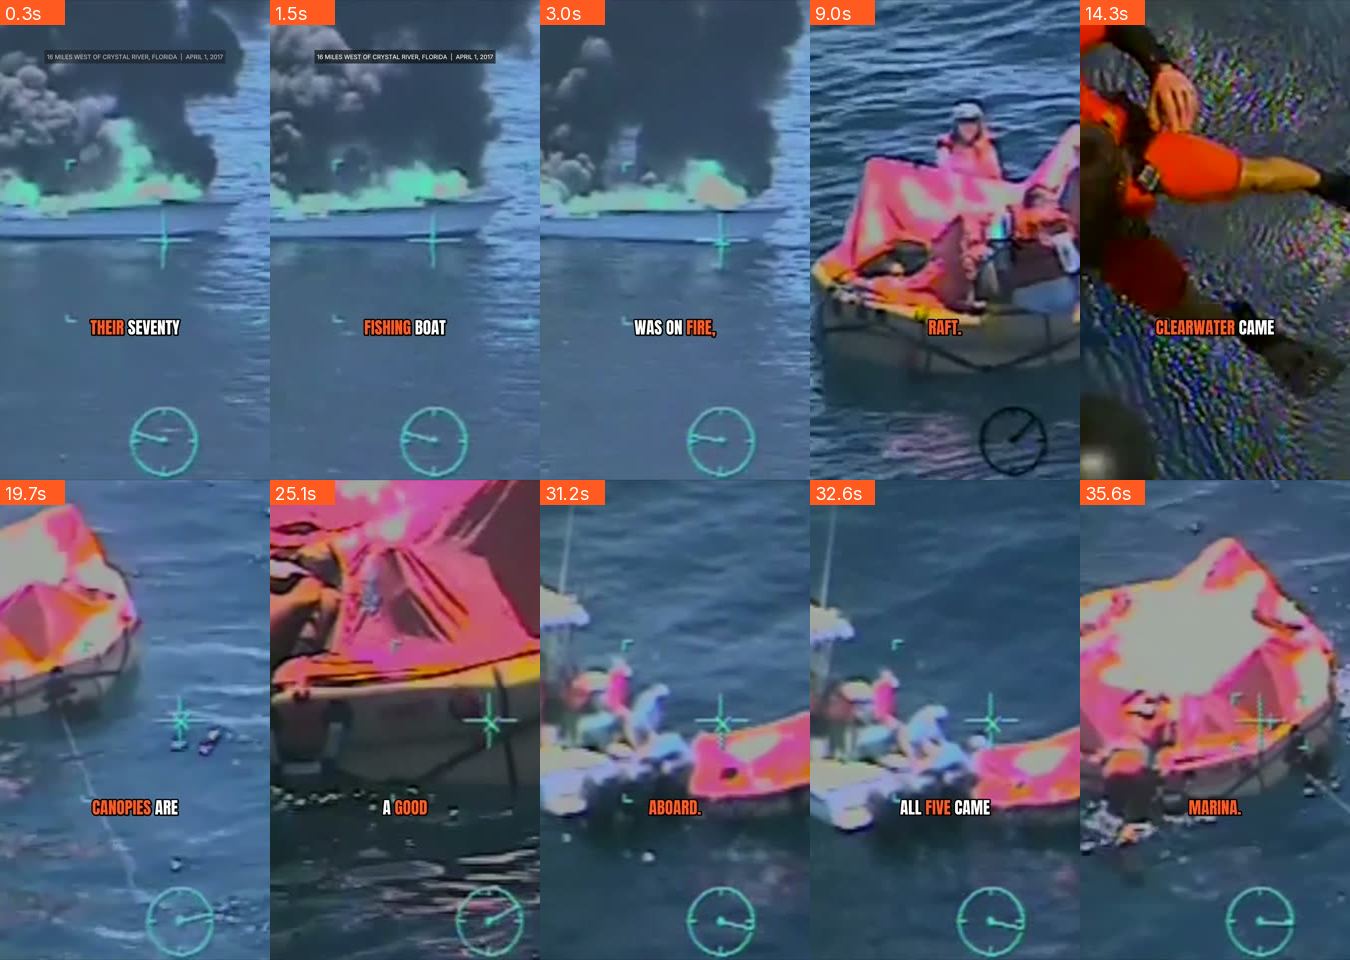 0.3s
16 MILES WEST OF CRYSTAL RIVER, FLORIDA | APRIL 1, 2017
THEIR SEVENTY
1.5s
16 MILES WEST OF CRYSTAL RIVER, FLORIDA | APRIL 1, 2017
FISHING BOAT
3.0s
WAS ON FIRE,
9.0s
RAFT.
14.3s
CLEARWATER CAME
19.7s
CANOPIES ARE
25.1s
A GOOD
31.2s
ABOARD.
32.6s
ALL FIVE CAME
35.6s
MARINA.